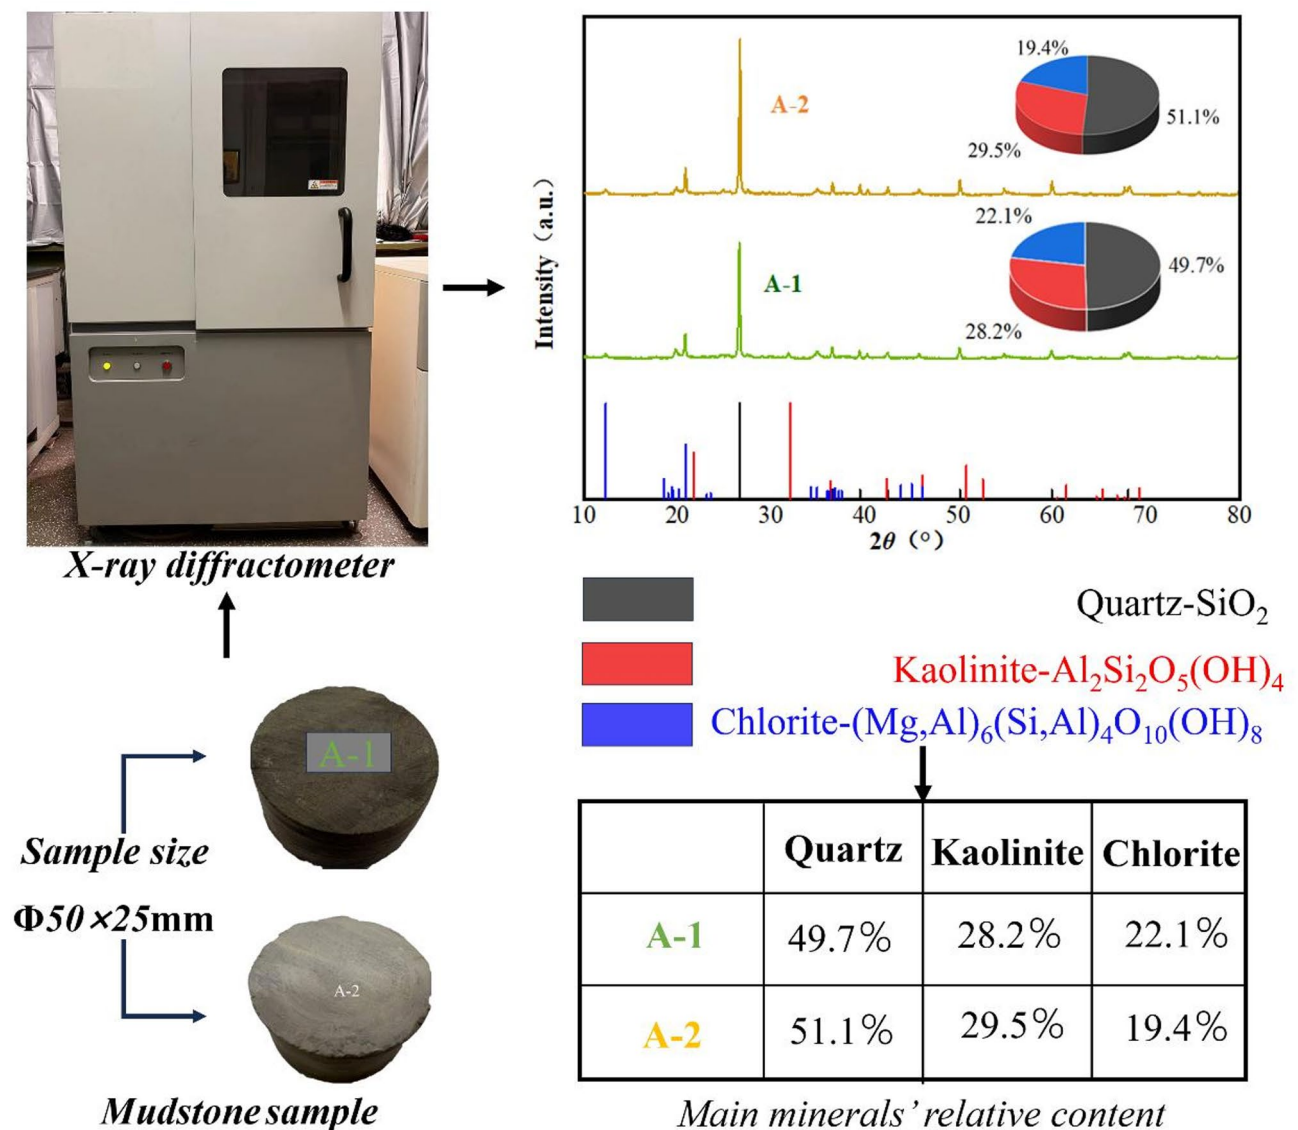 19.4%
A-2
51.1%
29.5%
22.1%
A-1
49.7%
28.2%
Intensity (a.u.)
10 20 30 40 50 60 70 80
2θ (°)
X-ray diffractometer
Quartz-SiO₂
Kaolinite-Al₂Si₂O₅(OH)₄
Chlorite-(Mg,Al)₆(Si,Al)₄O₁₀(OH)₈
A-1
Sample size
Φ50×25mm
A-2
Mudstone sample
Quartz Kaolinite Chlorite
A-1 49.7% 28.2% 22.1%
A-2 51.1% 29.5% 19.4%
Main minerals' relative content